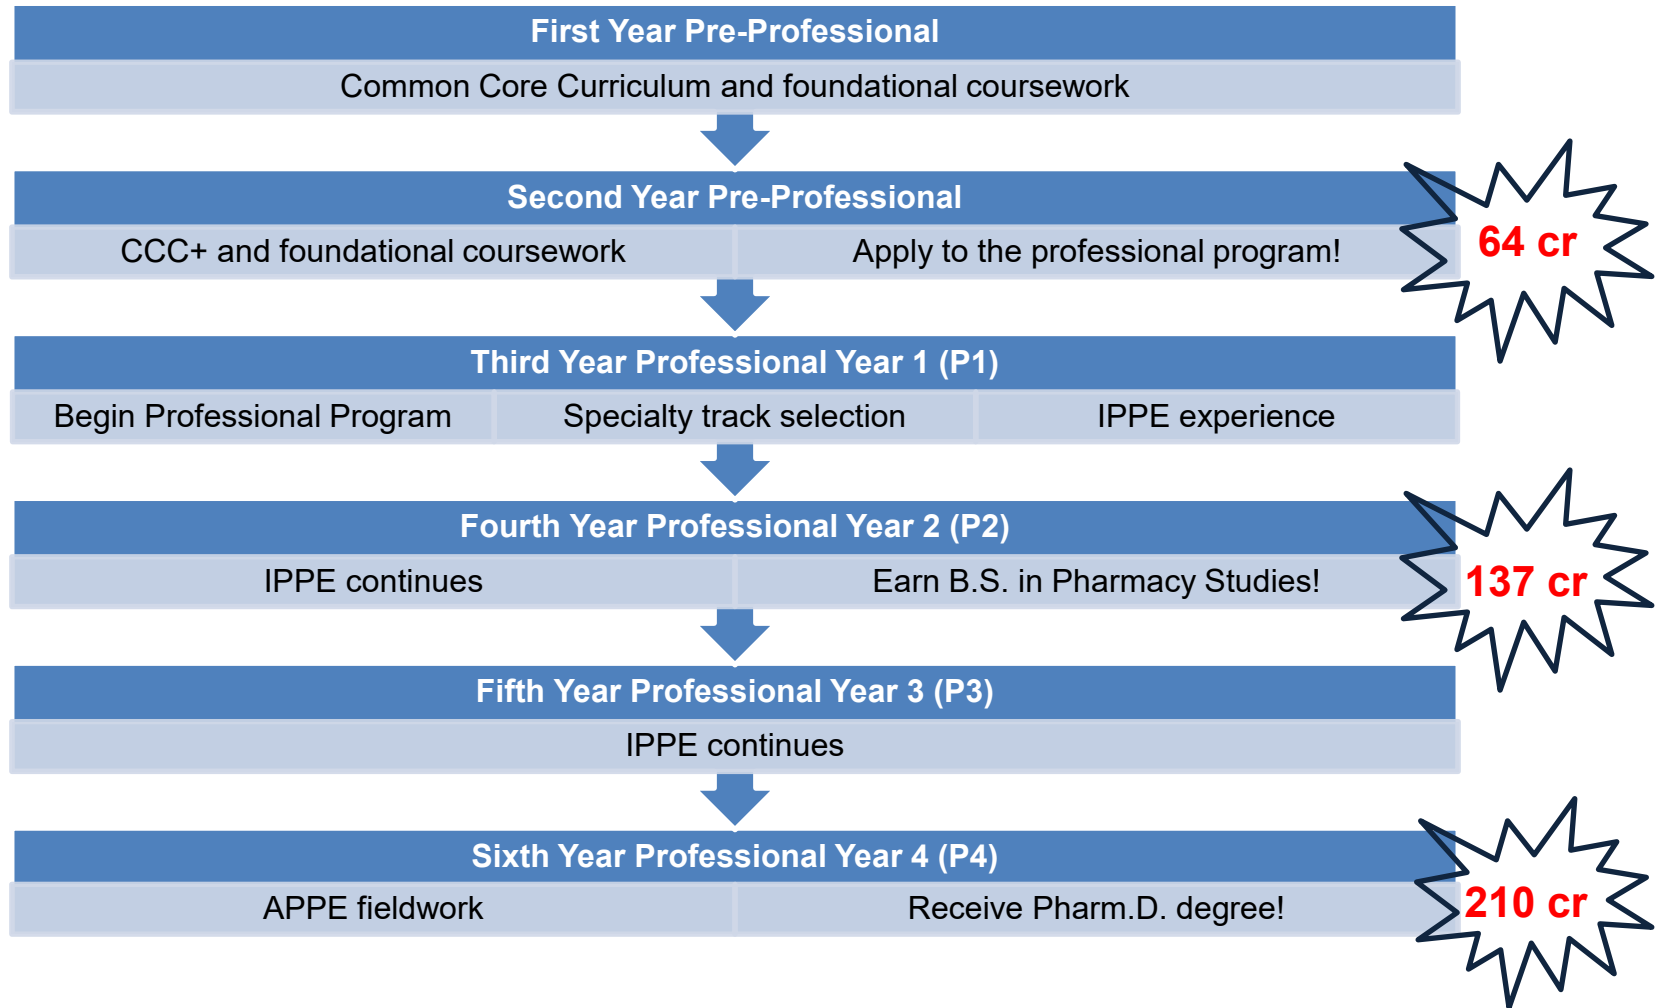 First Year Pre-Professional
Common Core Curriculum and foundational coursework
Second Year Pre-Professional
CCC+ and foundational coursework
Apply to the professional program!
64 cr
Third Year Professional Year 1 (P1)
Begin Professional Program
Specialty track selection
IPPE experience
Fourth Year Professional Year 2 (P2)
IPPE continues
Earn B.S. in Pharmacy Studies!
137 cr
Fifth Year Professional Year 3 (P3)
IPPE continues
Sixth Year Professional Year 4 (P4)
APPE fieldwork
Receive Pharm.D. degree!
210 cr